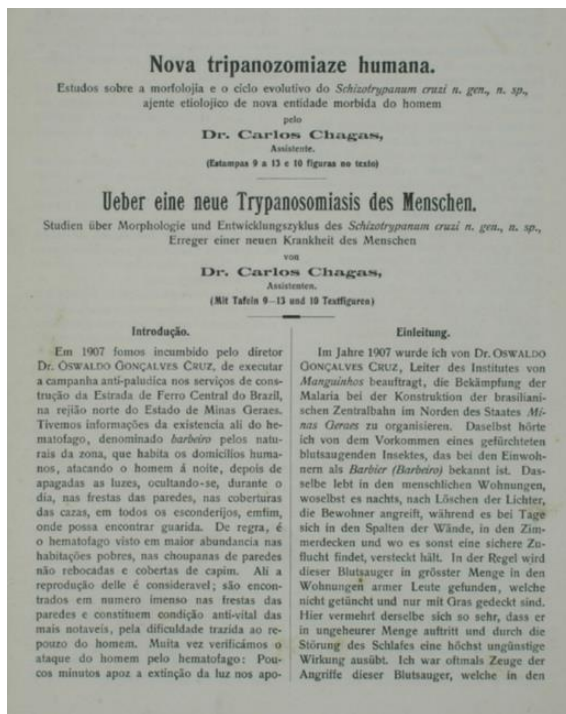 Nova tripanozomiaze humana.
Estudos sobre a morfolojia e o ciclo evolutivo do Schizotrypanum cruzi n. gen., n. sp.,
ajente etiolojico de nova entidade morbida do homem
pelo
Dr. Carlos Chagas,
Assistente.
(Estampas 9 a 13 e 10 figuras no texto)
Ueber eine neue Trypanosomiasis des Menschen.
Studien über Morphologie und Entwicklungszyklus des Schizotrypanum cruzi n. gen., n. sp.,
Erreger einer neuen Krankheit des Menschen
von
Dr. Carlos Chagas,
Assistenten.
(Mit Tafeln 9—13 und 10 Textfiguren)
Introdução.
Em 1907 fomos incumbido pelo diretor
Dr. OSWALDO GONÇALVES CRUZ, de executar
a campanha anti-paludica nos serviços de cons-
trução da Estrada de Ferro Central do Brazil,
na rejião norte do Estado de Minas Geraes.
Tivemos informações da existencia ali do he-
matofago, denominado barbeiro pelos natu-
rais da zona, que habita os domicilios huma-
nos, atacando o homem á noite, depois de
apagadas as luzes, ocultando-se, durante o
dia, nas frestas das paredes, nas coberturas
das cazas, em todos os esconderijos, emfim,
onde possa encontrar guarida. De regra, é
o hematofago visto em maior abundancia nas
habitações pobres, nas choupanas de paredes
não rebocadas e cobertas de capim. Ali a
reprodução delle é consideravel; são encon-
trados em numero imenso nas frestas das
paredes e constituem condição anti-vital das
mais notaveis, pela dificuldade trazida ao re-
pouzo do homem. Muita vez verificámos o
ataque do homem pelo hematofago: Pou-
cos minutos apoz a extinção da luz nos apo-
Einleitung.
Im Jahre 1907 wurde ich von Dr. OSWALDO
GONÇALVES CRUZ, Leiter des Institutes von
Manguinhos beauftragt, die Bekämpfung der
Malaria bei der Konstruktion der brasiliani-
schen Zentralbahn im Norden des Staates Mi-
nas Geraes zu organisieren. Daselbst hörte
ich von dem Vorkommen eines gefürchteten
blutsaugenden Insektes, das bei den Einwoh-
nern als Barbier (Barbeiro) bekannt ist. Das-
selbe lebt in den menschlichen Wohnungen,
woselbst es nachts, nach Löschen der Lichter,
die Bewohner angreift, während es bei Tage
sich in den Spalten der Wände, in den Zim-
merdecken und wo es sonst eine sichere Zu-
flucht findet, versteckt hält. In der Regel wird
dieser Blutsauger in grösster Menge in den
Wohnungen armer Leute gefunden, welche
nicht getüncht und nur mit Gras gedeckt sind.
Hier vermehrt derselbe sich so sehr, dass er
in ungeheurer Menge auftritt und durch die
Störung des Schlafes eine höchst ungünstige
Wirkung ausübt. Ich war oftmals Zeuge der
Angriffe dieser Blutsauger, welche in den